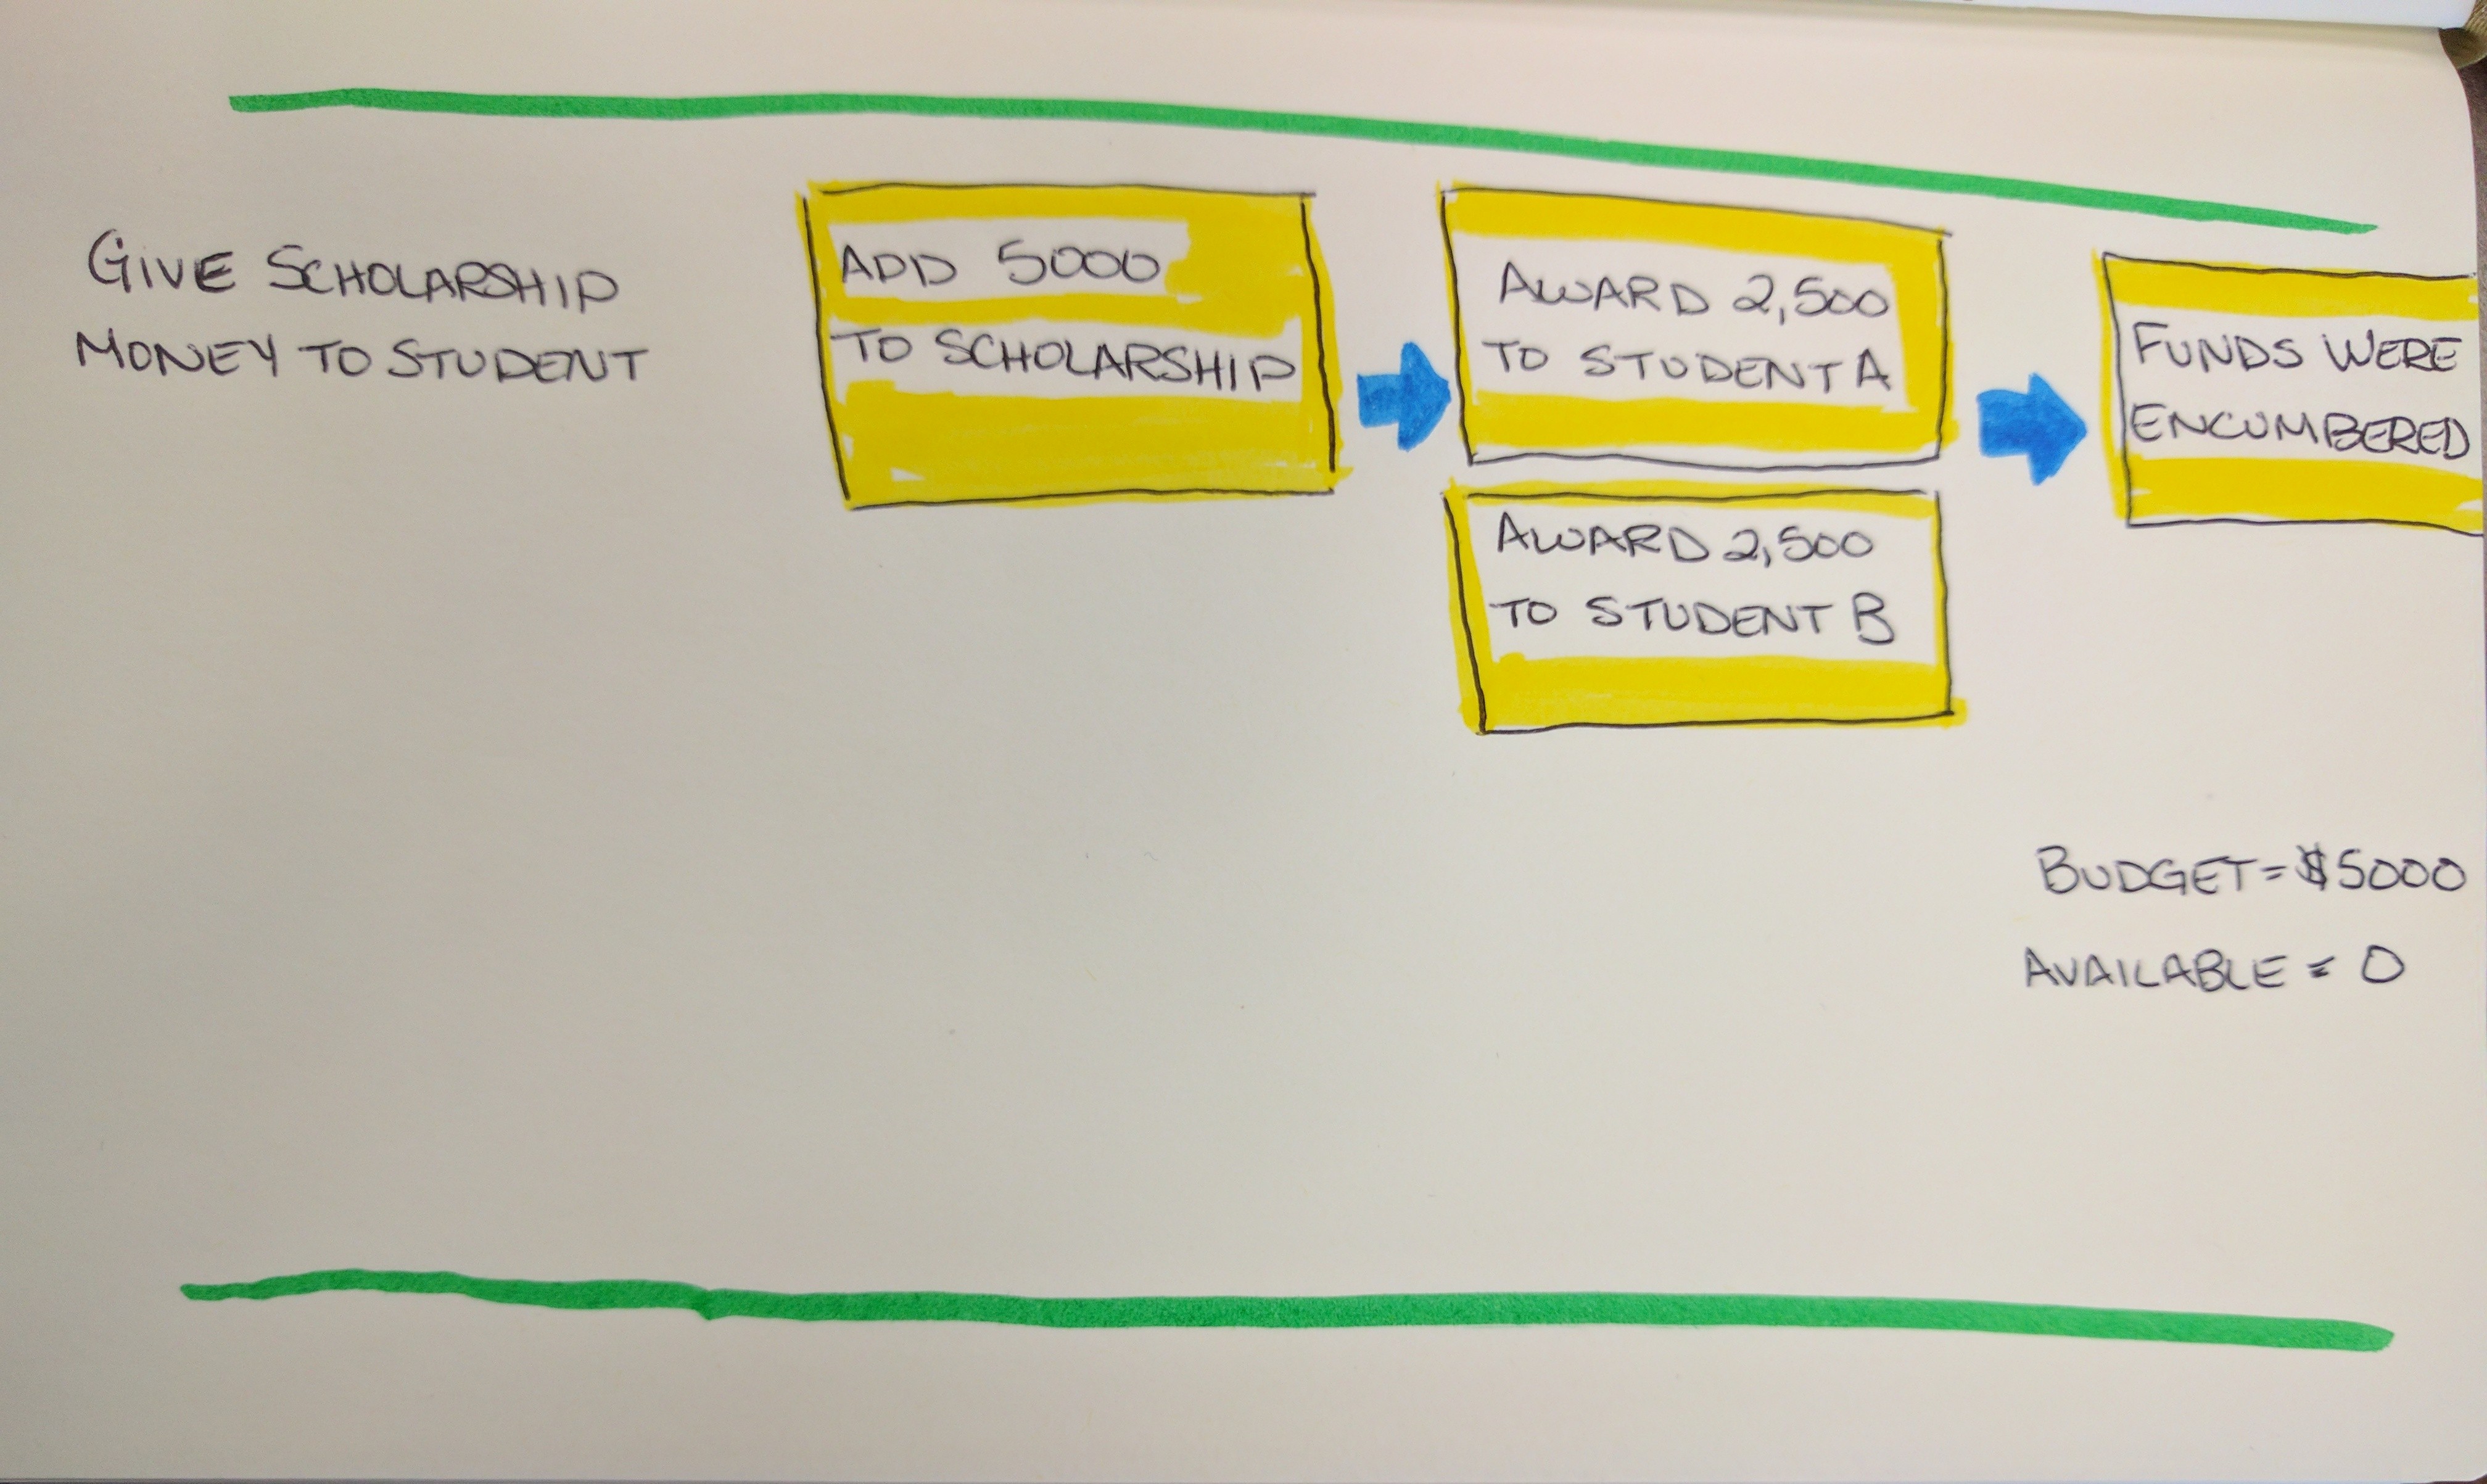 GIVE SCHOLARSHIP
MONEY TO STUDENT
ADD 5000
TO SCHOLARSHIP
AWARD 2,500
TO STUDENT A
AWARD 2,500
TO STUDENT B
FUNDS WERE
ENCUMBERED
BUDGET = $5000
AVAILABLE = 0